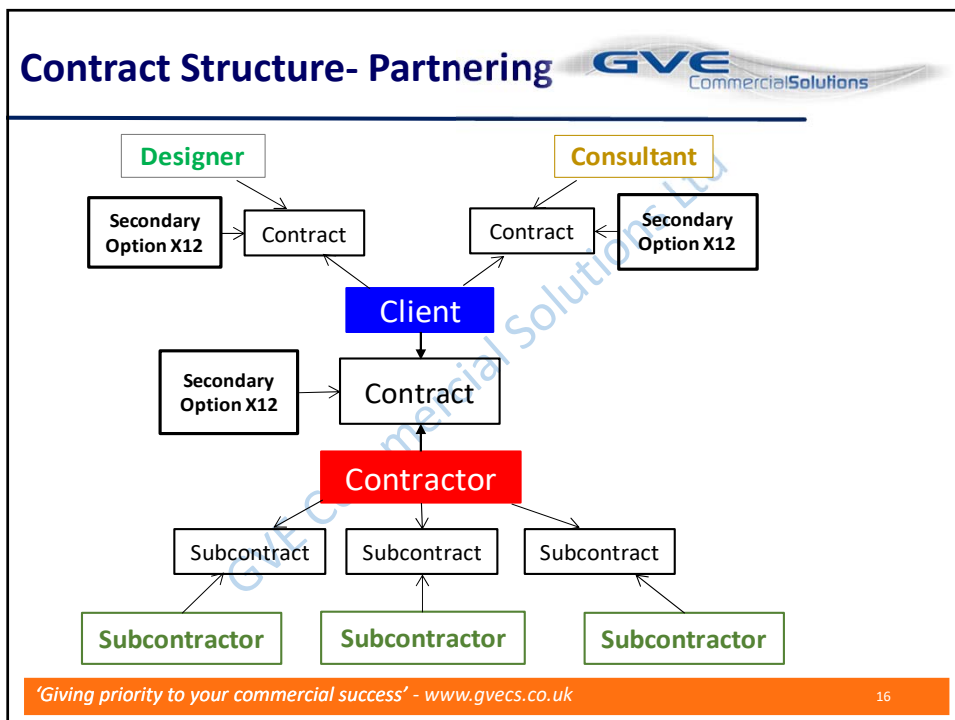 Contract Structure- Partnering
GVE
CommercialSolutions
Designer
Consultant
Secondary
Option X12
Contract
Contract
Secondary
Option X12
Client
Secondary
Option X12
Contract
Contractor
Subcontract
Subcontract
Subcontract
Subcontractor
Subcontractor
Subcontractor
GVE Commercial Solutions Ltd
'Giving priority to your commercial success' - www.gvecs.co.uk
16